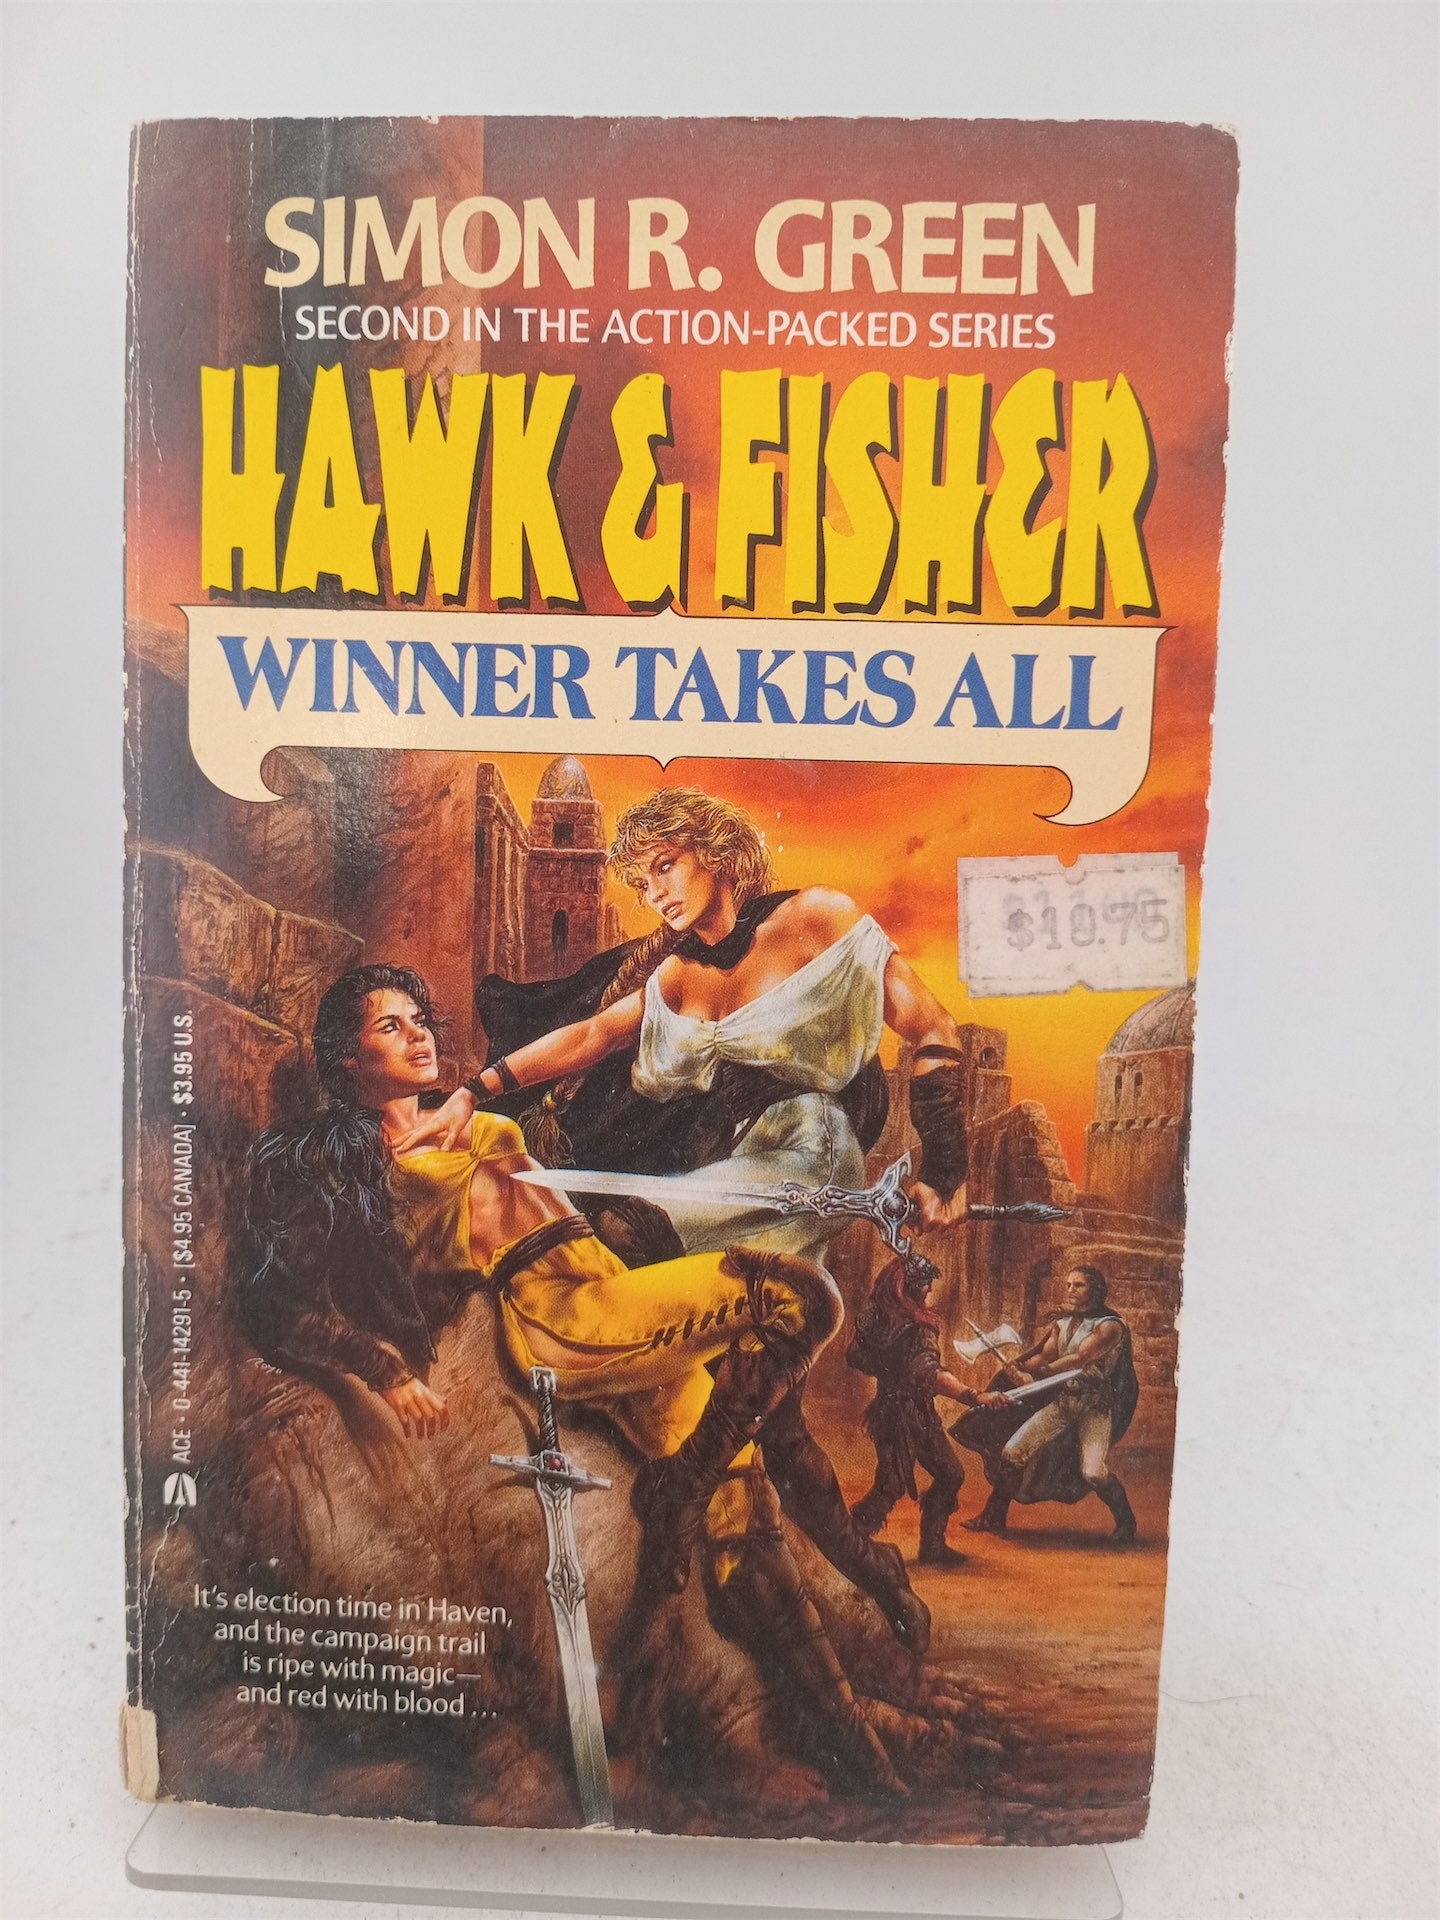 SIMON R. GREEN
SECOND IN THE ACTION-PACKED SERIES
HAWK & FISHER
WINNER TAKES ALL
$10.75
ACE • 0-441-14291-5 • [$4.95 CANADA] • $3.95 U.S.
It's election time in Haven,
and the campaign trail
is ripe with magic—
and red with blood ...